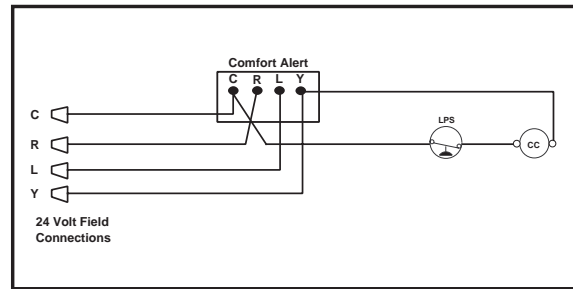 Comfort Alert
C R L Y
C
R
L
Y
LPS
CC
24 Volt Field
Connections